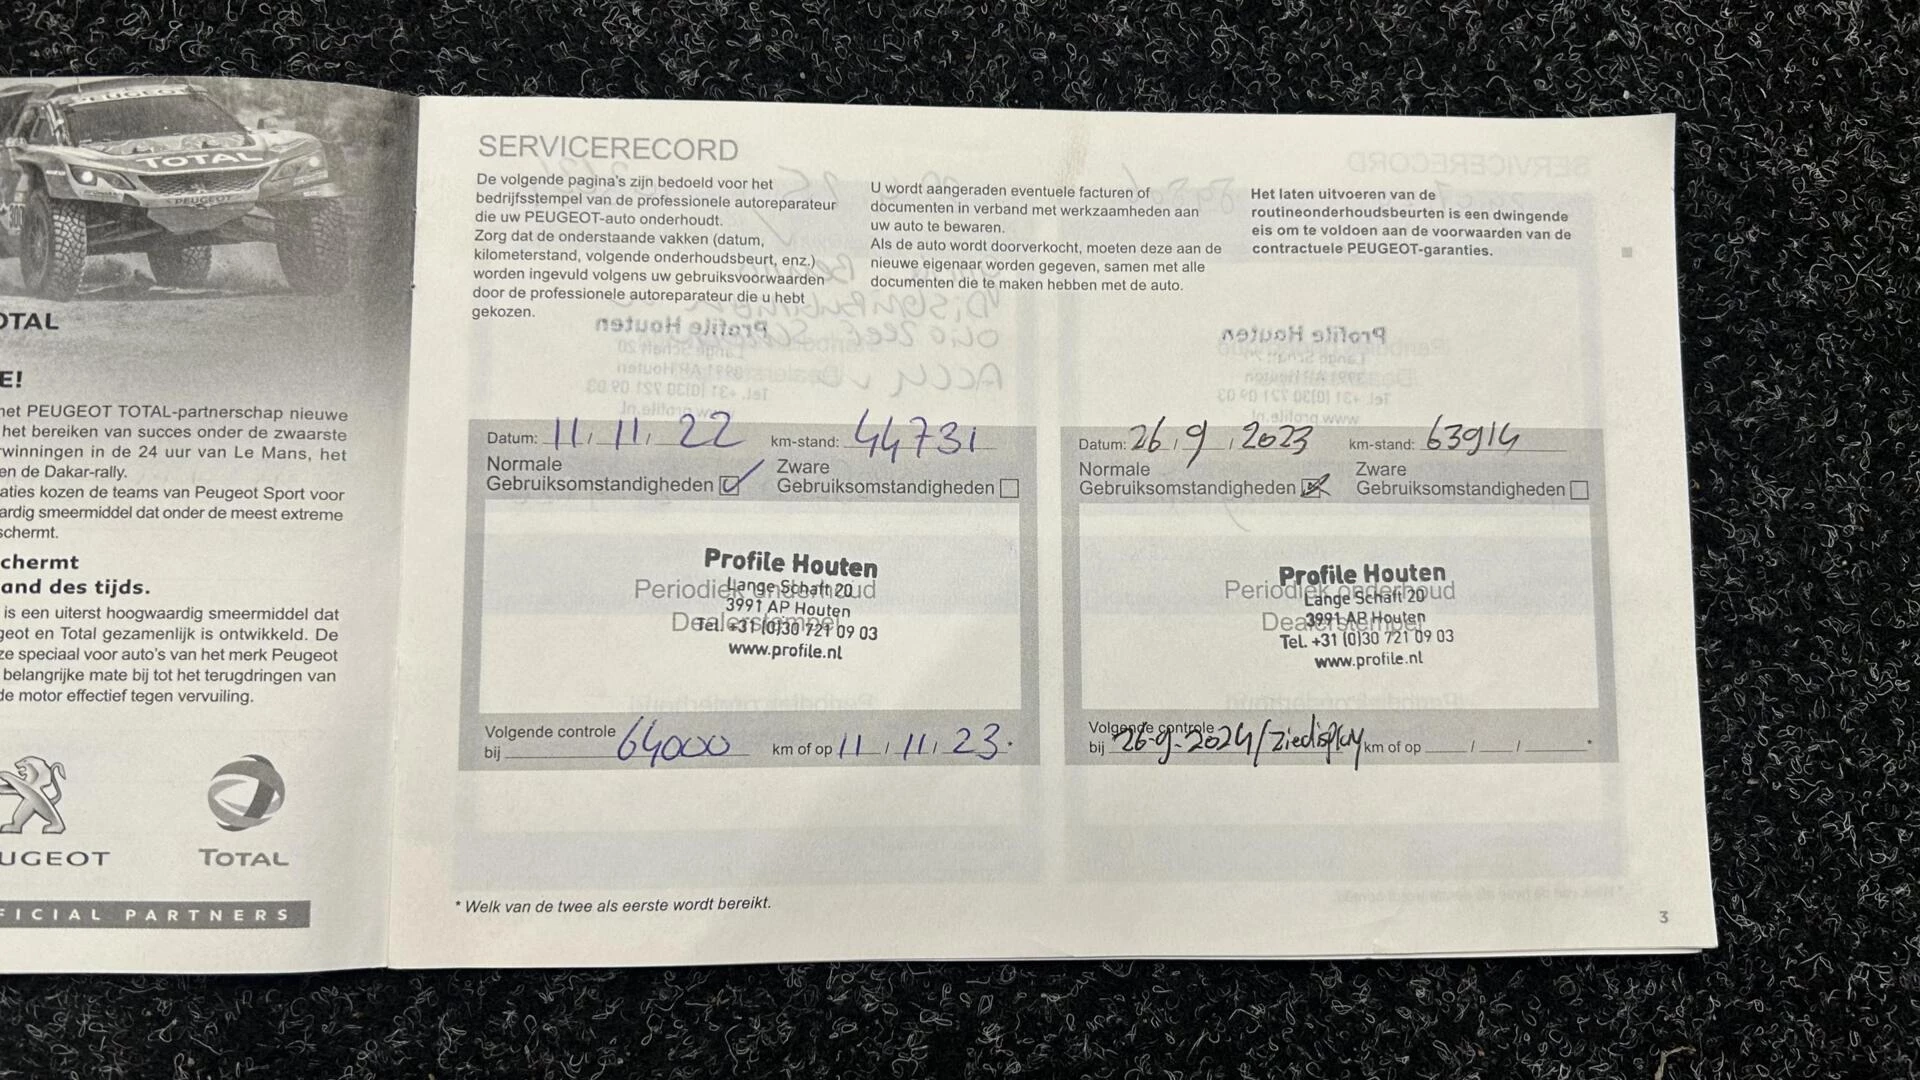 PEUGEOT
TOTAL
PEUGEOT
OTAL
E!
net PEUGEOT TOTAL-partnerschap nieuwe
het bereiken van succes onder de zwaarste
winningen in de 24 uur van Le Mans, het
en de Dakar-rally.
aties kozen de teams van Peugeot Sport voor
ardig smeermiddel dat onder de meest extreme
schermt.
chermt
and des tijds.
is een uiterst hoogwaardig smeermiddel dat
geot en Total gezamenlijk is ontwikkeld. De
ze speciaal voor auto's van het merk Peugeot
belangrijke mate bij tot het terugdringen van
de motor effectief tegen vervuiling.
UGEOT
TOTAL
FICIAL PARTNERS
SERVICERECORD
De volgende pagina's zijn bedoeld voor het
bedrijfsstempel van de professionele autoreparateur
die uw PEUGEOT-auto onderhoudt.
Zorg dat de onderstaande vakken (datum,
kilometerstand, volgende onderhoudsbeurt, enz.)
worden ingevuld volgens uw gebruiksvoorwaarden
door de professionele autoreparateur die u hebt
gekozen.
U wordt aangeraden eventuele facturen of
documenten in verband met werkzaamheden aan
uw auto te bewaren.
Als de auto wordt doorverkocht, moeten deze aan de
nieuwe eigenaar worden gegeven, samen met alle
documenten die te maken hebben met de auto.
Het laten uitvoeren van de
routineonderhoudsbeurten is een dwingende
eis om te voldoen aan de voorwaarden van de
contractuele PEUGEOT-garanties.
Datum: 11 / 11 / 22 km-stand: 44731
Normale Zware
Gebruiksomstandigheden Gebruiksomstandigheden
Profile Houten
Periodiek onderhoud
Lange Schaft 20
3991 AP Houten
Dealerstempel
Tel. +31 (0)30 721 09 03
www.profile.nl
Volgende controle
bij 64000 km of op 11 / 11 / 23 *
Datum: 26 / 9 / 2023 km-stand: 63914
Normale Zware
Gebruiksomstandigheden Gebruiksomstandigheden
Profile Houten
Periodiek onderhoud
Lange Schaft 20
3991 AP Houten
Dealerstempel
Tel. +31 (0)30 721 09 03
www.profile.nl
Volgende controle
bij 26-9-2024/Ziedisplay km of op / / *
* Welk van de twee als eerste wordt bereikt.
3